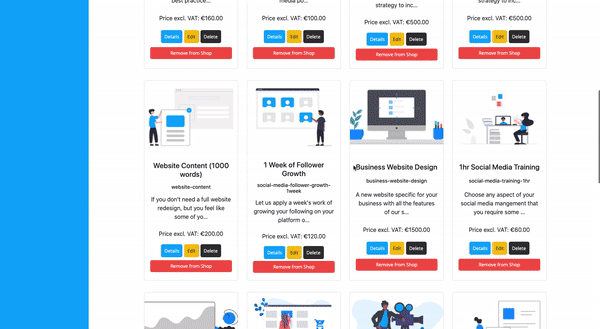 best practice...
media po...
strategy to inc...
strategy to inc...
Price excl. VAT: €160.00
Price excl. VAT: €100.00
Price excl. VAT: €500.00
Price excl. VAT: €500.00
Details Edit Delete
Details Edit Delete
Details Edit Delete
Details Edit Delete
Remove from Shop
Remove from Shop
Remove from Shop
Remove from Shop
Website Content (1000
words)
website-content
If you don't need a full website
redesign, but you feel like
some of yo...
Price excl. VAT: €200.00
Details Edit Delete
Remove from Shop
1 Week of Follower
Growth
social-media-follower-growth-
1week
Let us apply a week's work of
growing your following on your
platform o...
Price excl. VAT: €120.00
Details Edit Delete
Remove from Shop
Business Website Design
business-website-design
A new website specific for your
business with all the features
of our s...
Price excl. VAT: €1500.00
Details Edit Delete
Remove from Shop
1hr Social Media Training
social-media-training-1hr
Choose any aspect of your
social media mangement that
you require some ...
Price excl. VAT: €60.00
Details Edit Delete
Remove from Shop